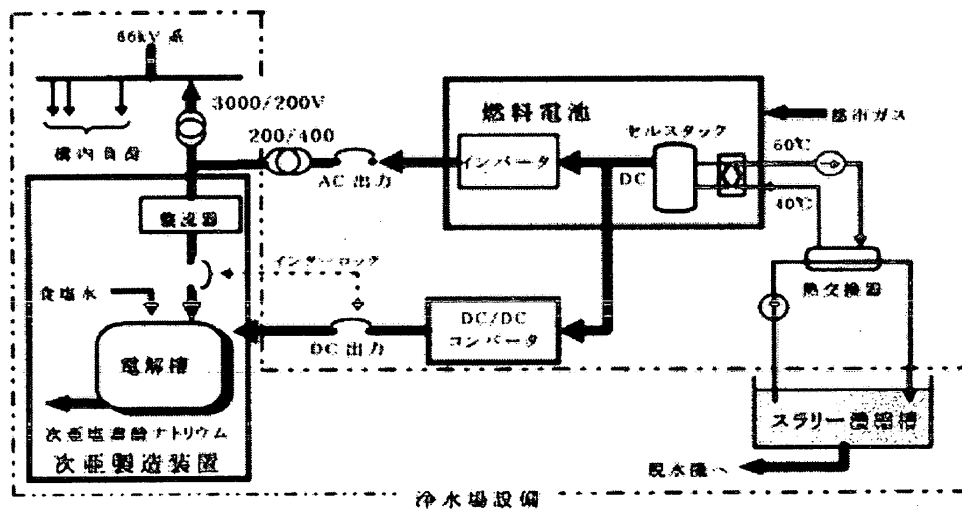 66kV 系
3000/200V
200/400
構内負荷
AC 出力
燃料電池
インバータ
セルスタック
DC
都市ガス
60℃
40℃
熱交換器
整流器
インターロック
食塩水
電解槽
DC 出力
DC/DC
コンバータ
次亜塩素酸ナトリウム
次亜製造装置
スラリー濃縮槽
脱水機へ
浄水場設備